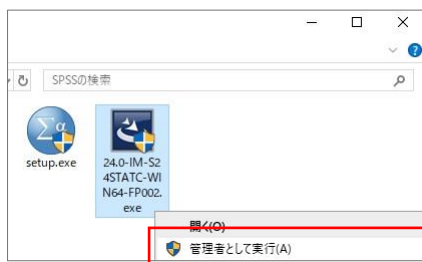 SPSSの検索
setup.exe
24.0-IM-S2
4STATC-WI
N64-FP002.
exe
開く(O)
管理者として実行(A)